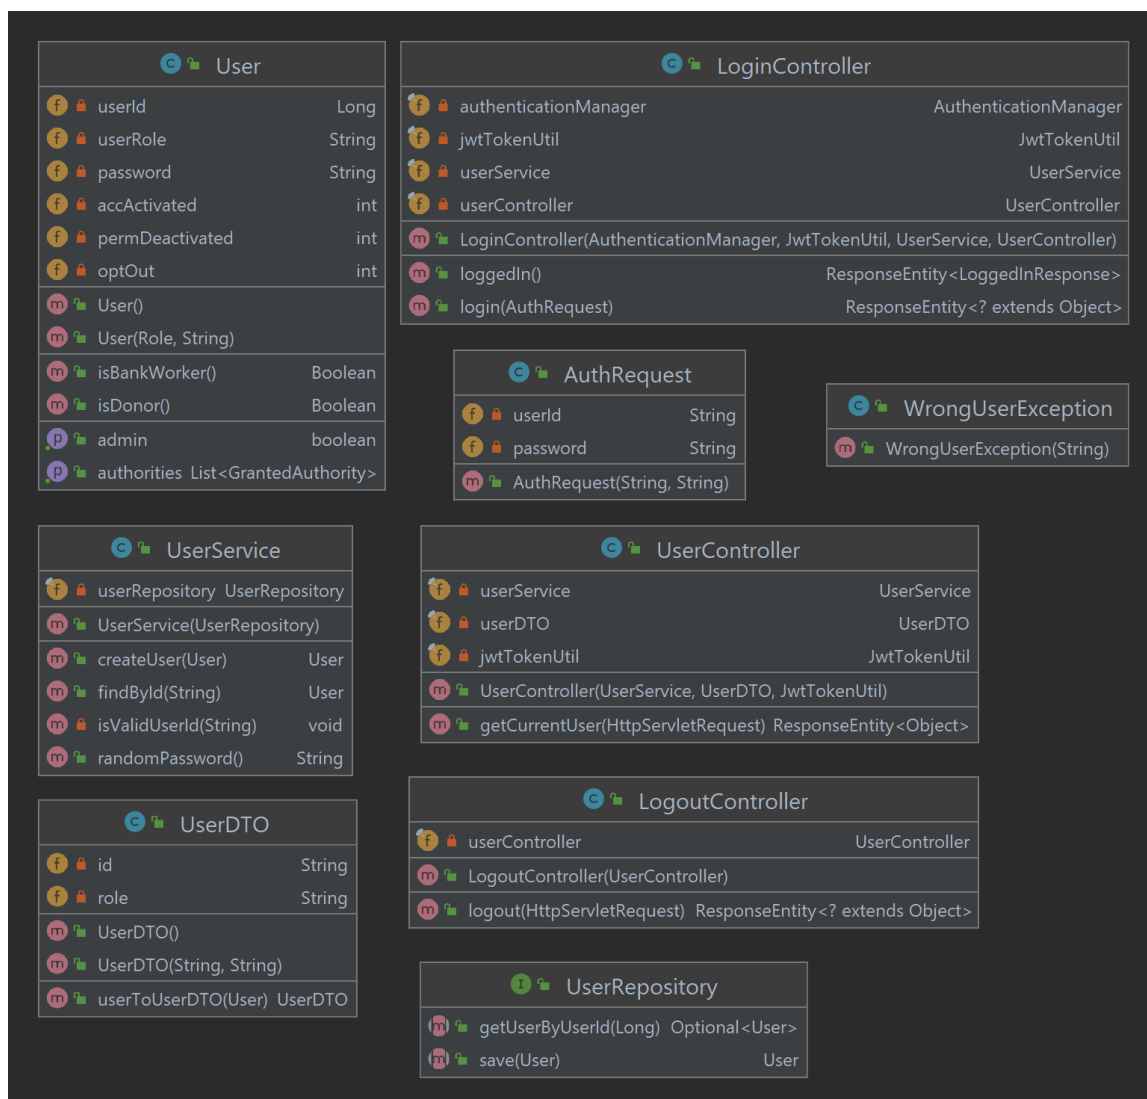 User
userId Long
userRole String
password String
accActivated int
permDeactivated int
optOut int
User()
User(Role, String)
isBankWorker() Boolean
isDonor() Boolean
admin boolean
authorities List<GrantedAuthority>
LoginController
authenticationManager AuthenticationManager
jwtTokenUtil JwtTokenUtil
userService UserService
userController UserController
LoginController(AuthenticationManager, JwtTokenUtil, UserService, UserController)
loggedIn() ResponseEntity<LoggedInResponse>
login(AuthRequest) ResponseEntity<? extends Object>
AuthRequest
userId String
password String
AuthRequest(String, String)
WrongUserException
WrongUserException(String)
UserService
userRepository UserRepository
UserService(UserRepository)
createUser(User) User
findById(String) User
isValidUserId(String) void
randomPassword() String
UserController
userService UserService
userDTO UserDTO
jwtTokenUtil JwtTokenUtil
UserController(UserService, UserDTO, JwtTokenUtil)
getCurrentUser(HttpServletRequest) ResponseEntity<Object>
UserDTO
id String
role String
UserDTO()
UserDTO(String, String)
userToUserDTO(User) UserDTO
LogoutController
userController UserController
LogoutController(UserController)
logout(HttpServletRequest) ResponseEntity<? extends Object>
UserRepository
getUserByUserId(Long) Optional<User>
save(User) User